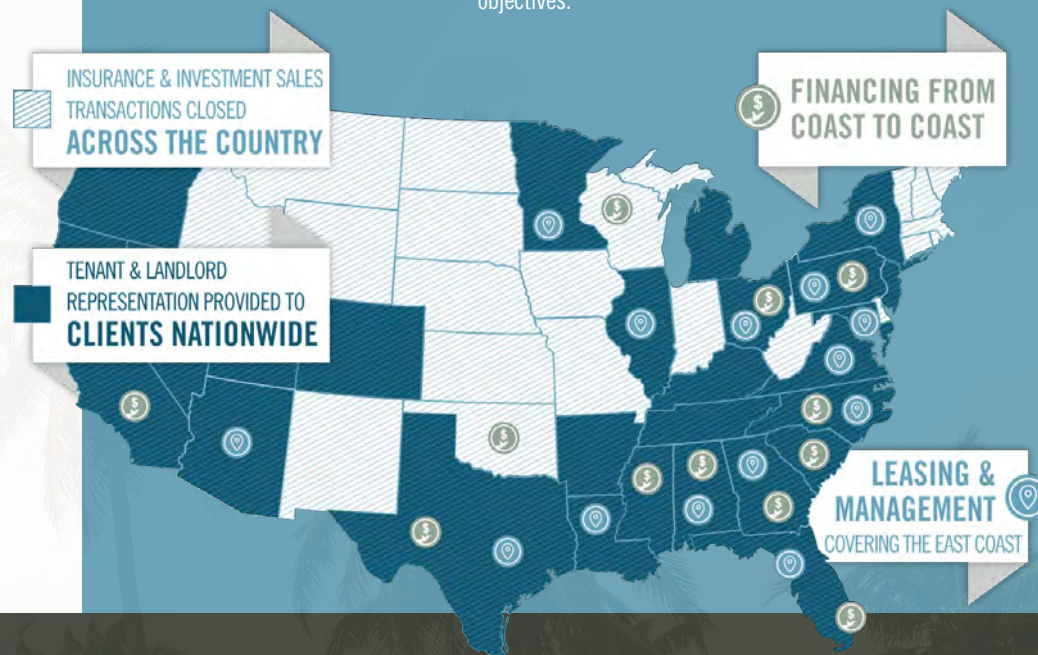 objectives.
INSURANCE & INVESTMENT SALES
TRANSACTIONS CLOSED
ACROSS THE COUNTRY
FINANCING FROM
COAST TO COAST
TENANT & LANDLORD
REPRESENTATION PROVIDED TO
CLIENTS NATIONWIDE
LEASING &
MANAGEMENT
COVERING THE EAST COAST